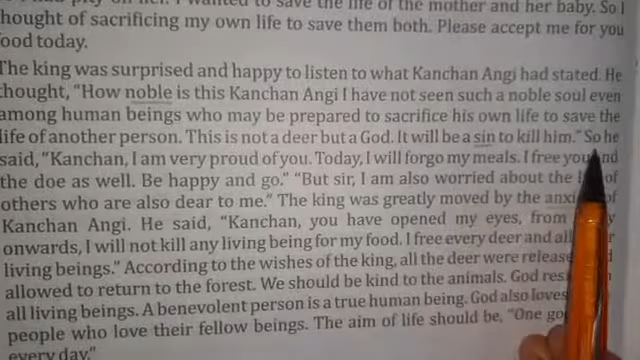 had pity on her. I wanted to save the life of the mother and her baby. So I
hought of sacrificing my own life to save them both. Please accept me for you
ood today.
The king was surprised and happy to listen to what Kanchan Angi had stated. He
thought, "How noble is this Kanchan Angi I have not seen such a noble soul even
among human beings who may be prepared to sacrifice his own life to save the
life of another person. This is not a deer but a God. It will be a sin to kill him." So he
said, "Kanchan, I am very proud of you. Today, I will forgo my meals. I free you nd
the doe as well. Be happy and go." "But sir, I am also worried about the of
others who are also dear to me." The king was greatly moved by the anxi of
Kanchan Angi. He said, "Kanchan, you have opened my eyes, from y
onwards, I will not kill any living being for my food. I free every deer and all r
living beings." According to the wishes of the king, all the deer were release d
allowed to return to the forest. We should be kind to the animals. God res n
all living beings. A benevolent person is a true human being. God also loves
people who love their fellow beings. The aim of life should be, "One go
every day."